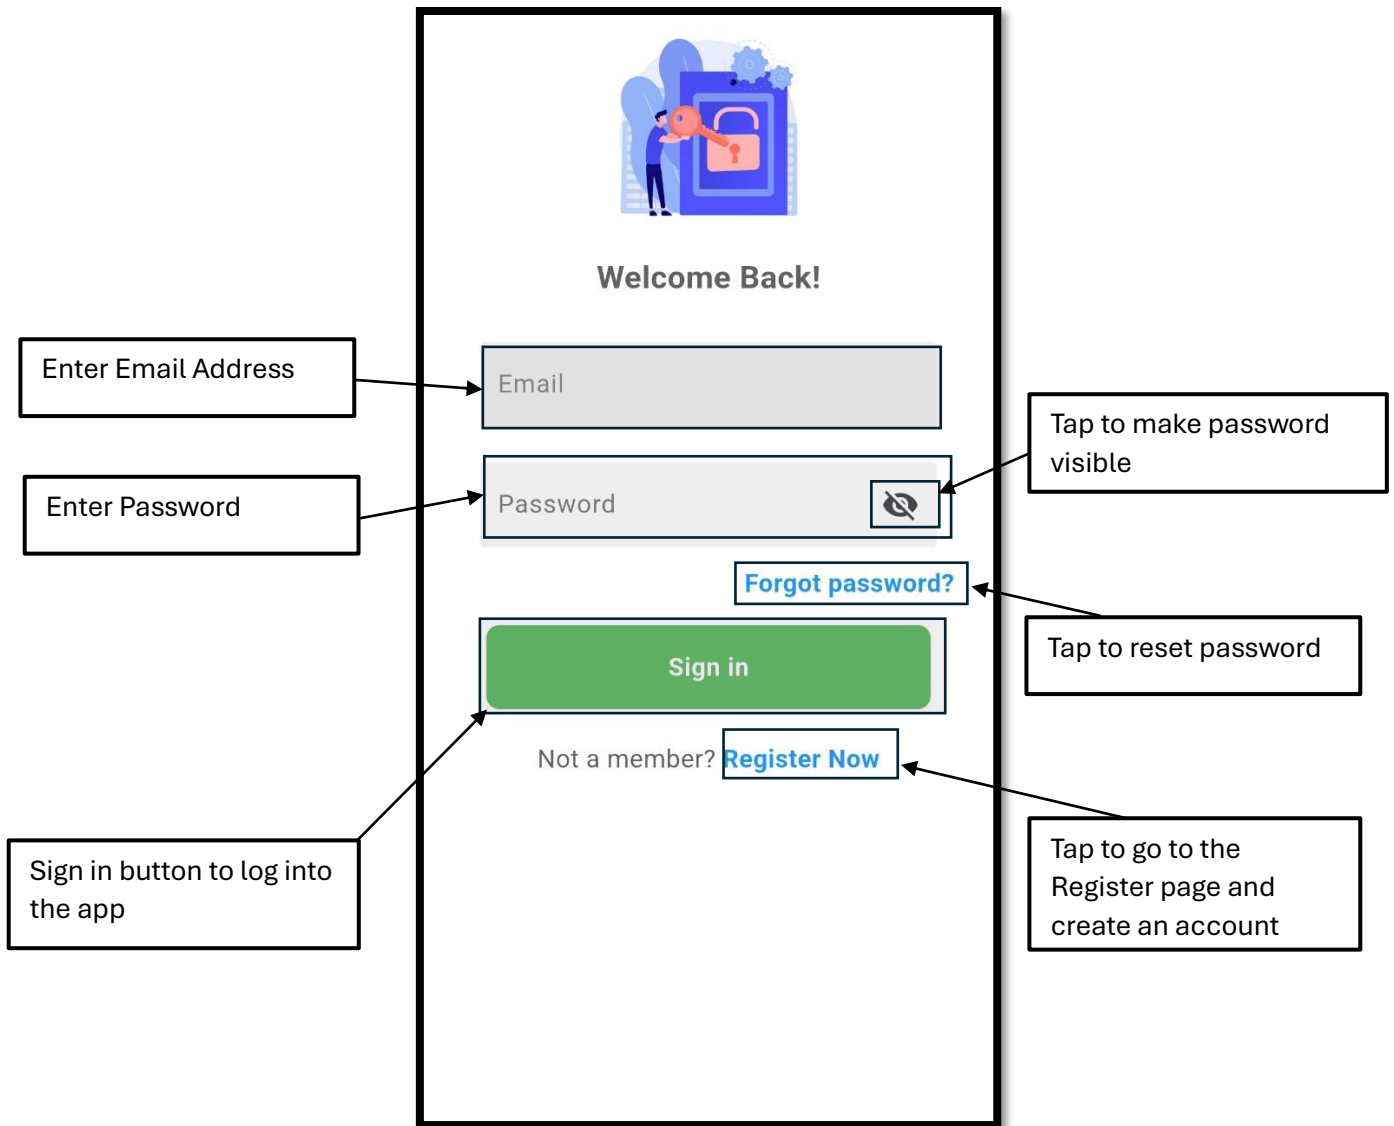 Welcome Back!
Enter Email Address
Email
Tap to make password
visible
Enter Password
Password
Forgot password?
Tap to reset password
Sign in
Not a member? Register Now
Sign in button to log into
the app
Tap to go to the
Register page and
create an account